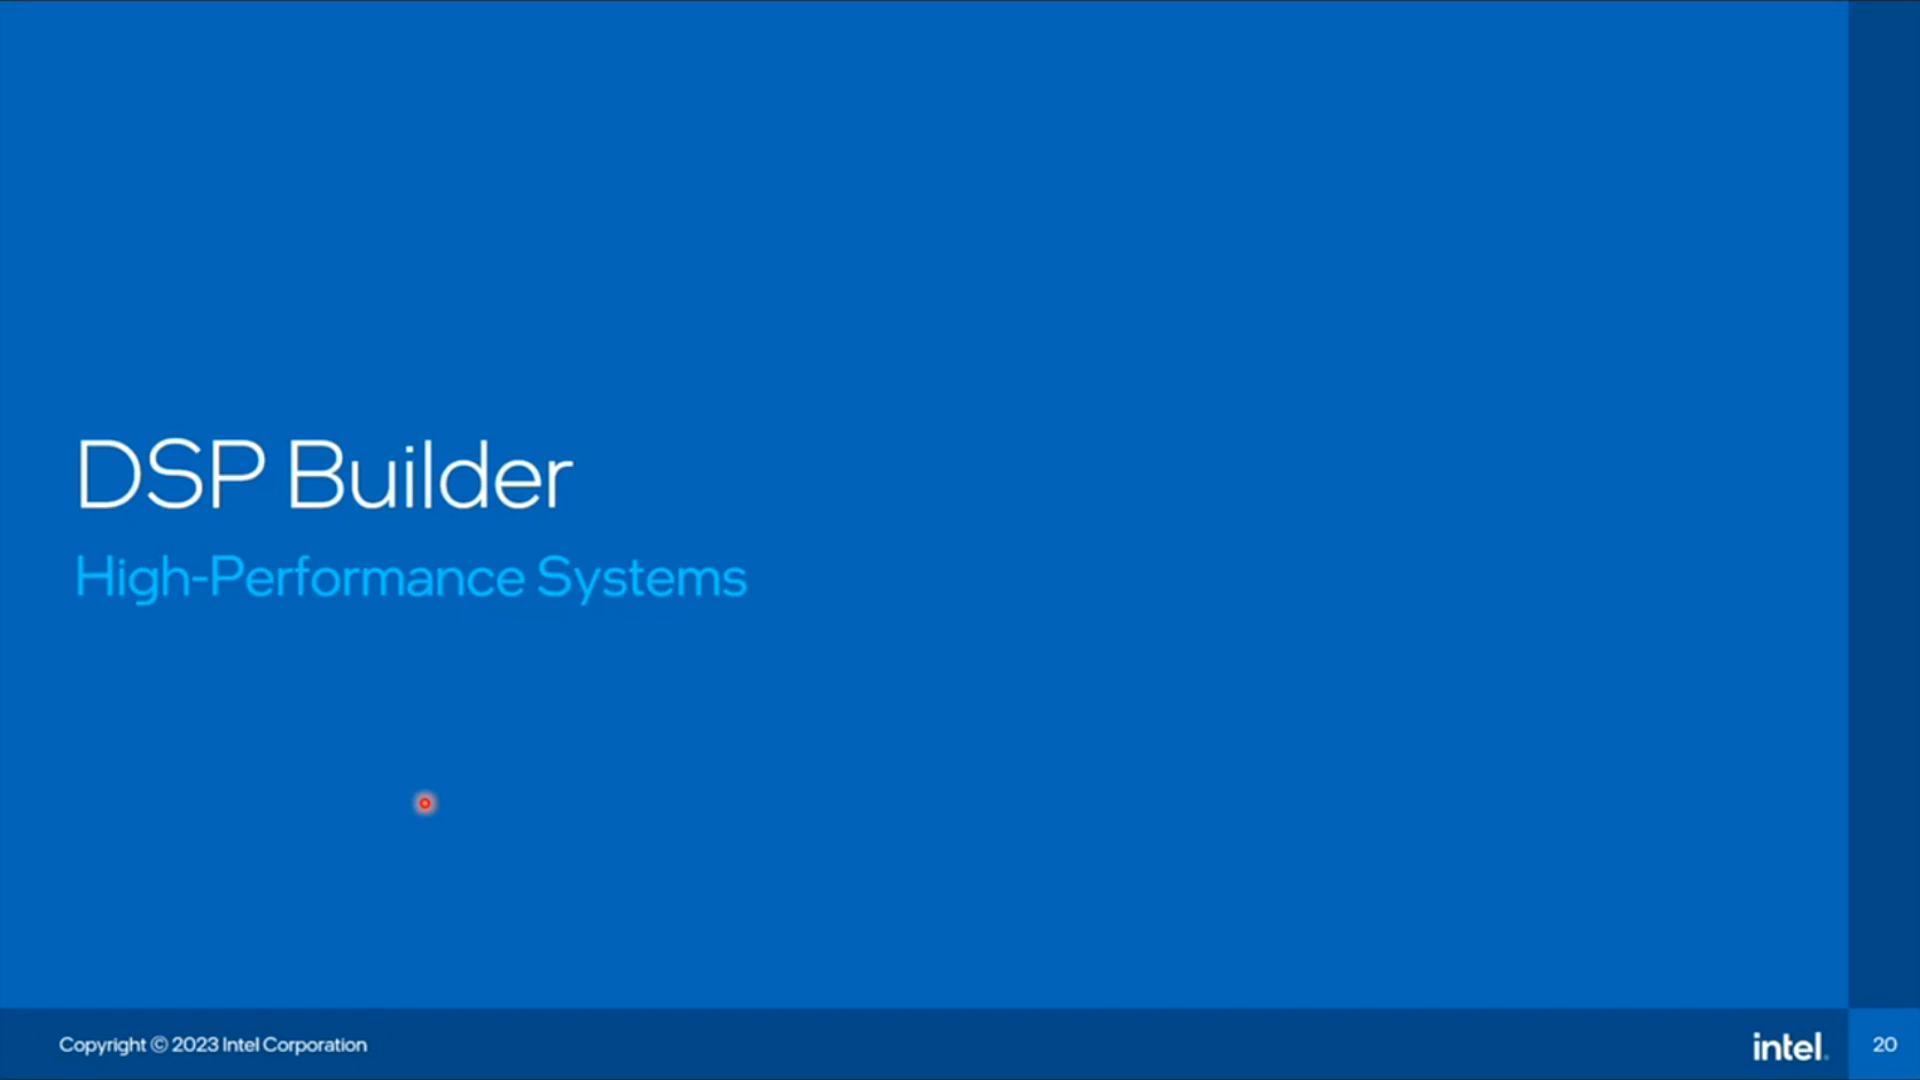 DSP Builder
High-Performance Systems
Copyright © 2023 Intel Corporation
intel.
20